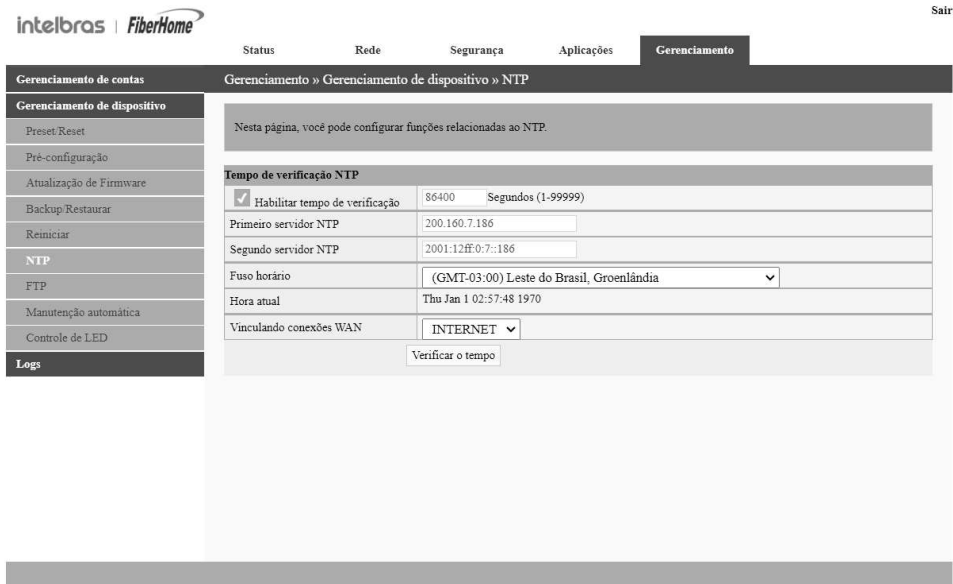 Sair
intelbras | FiberHome
Status Rede Segurança Aplicações Gerenciamento
Gerenciamento de contas
Gerenciamento » Gerenciamento de dispositivo » NTP
Gerenciamento de dispositivo
Preset/Reset
Pré-configuração
Atualização de Firmware
Backup/Restaurar
Reiniciar
NTP
FTP
Manutenção automática
Controle de LED
Logs
Nesta página, você pode configurar funções relacionadas ao NTP.
Tempo de verificação NTP
Habilitar tempo de verificação 86400 Segundos (1-99999)
Primeiro servidor NTP 200.160.7.186
Segundo servidor NTP 2001:12ff:0:7::186
Fuso horário (GMT-03:00) Leste do Brasil, Groenlândia
Hora atual Thu Jan 1 02:57:48 1970
Vinculando conexões WAN INTERNET
Verificar o tempo